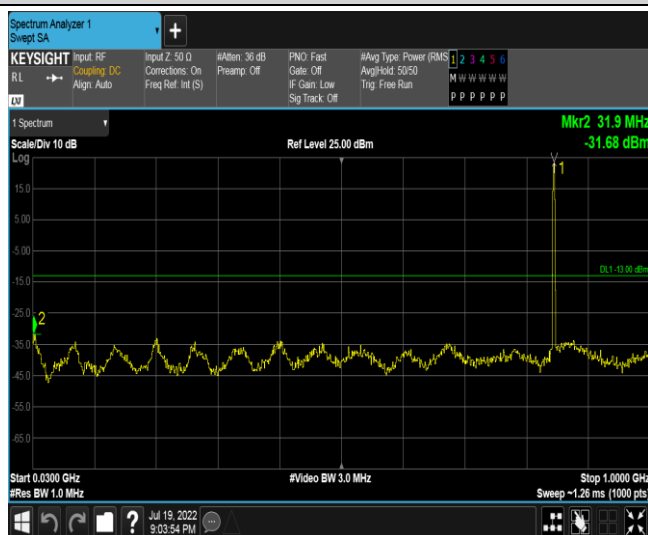 Spectrum Analyzer 1
Swept SA
+
KEYSIGHT
R L
LXI
Input: RF
Coupling: DC
Align: Auto
Input Z: 50 Ω
Corrections: On
Freq Ref: Int (S)
#Atten: 36 dB
Preamp: Off
PNO: Fast
Gate: Off
IF Gain: Low
Sig Track: Off
#Avg Type: Power (RMS
Avg|Hold: 50/50
Trig: Free Run
1 2 3 4 5 6
M W W W W W
P P P P P P
1 Spectrum
Mkr2 31.9 MHz
-31.68 dBm
Scale/Div 10 dB
Ref Level 25.00 dBm
Log
15.0
5.00
-5.00
-15.0
-25.0
-35.0
-45.0
-55.0
-65.0
1
2
DL1 -13.00 dBm
Start 0.0300 GHz
#Res BW 1.0 MHz
#Video BW 3.0 MHz
Stop 1.0000 GHz
Sweep ~1.26 ms (1000 pts)
?
Jul 19, 2022
9:03:54 PM